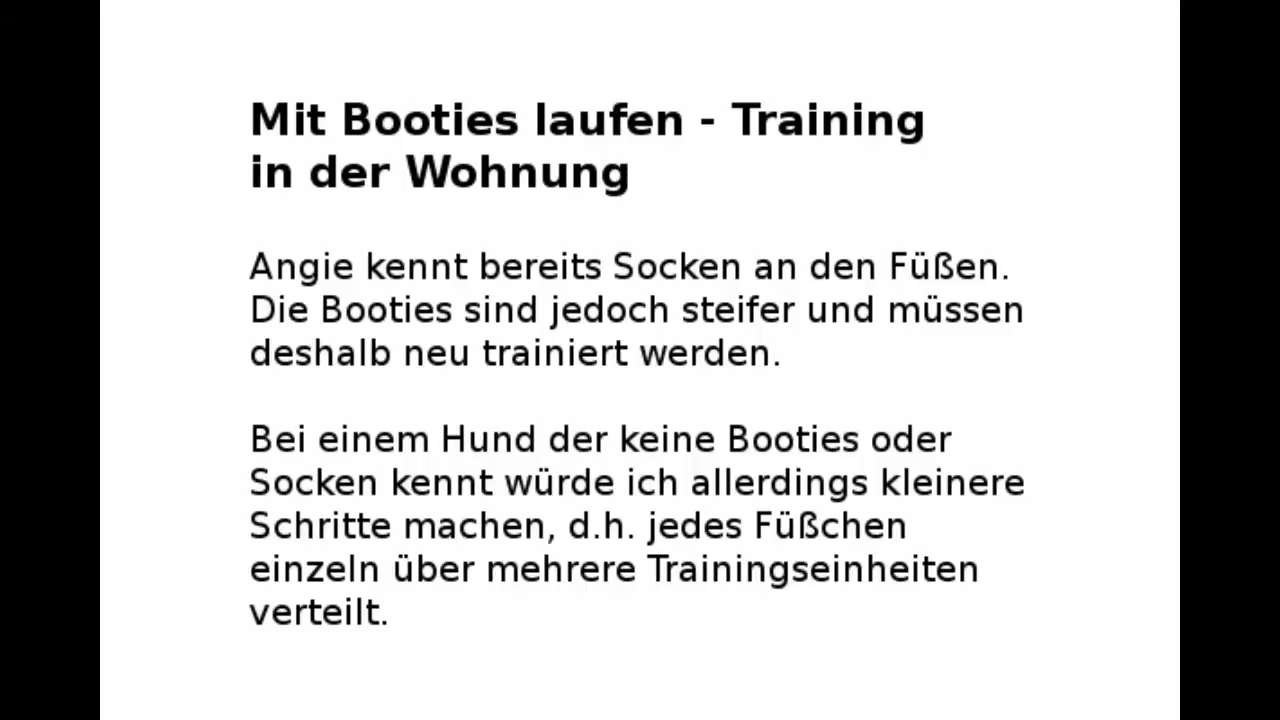 Mit Booties laufen - Training
in der Wohnung
Angie kennt bereits Socken an den Füßen.
Die Booties sind jedoch steifer und müssen
deshalb neu trainiert werden.
Bei einem Hund der keine Booties oder
Socken kennt würde ich allerdings kleinere
Schritte machen, d.h. jedes Füßchen
einzeln über mehrere Trainingseinheiten
verteilt.